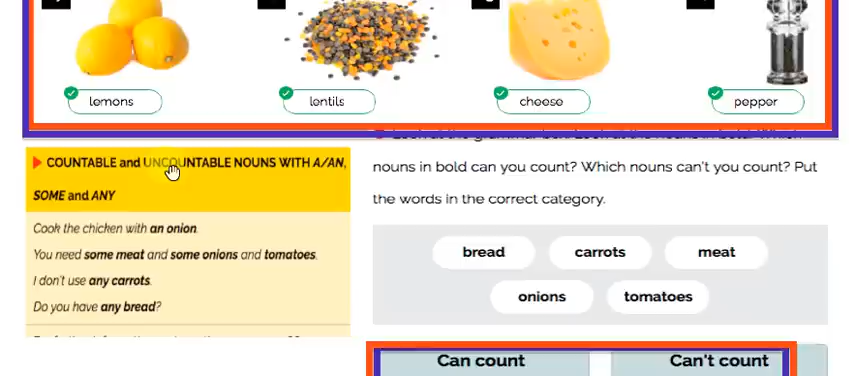 lemons
lentils
cheese
pepper
COUNTABLE and UNCOUNTABLE NOUNS WITH A/AN,
SOME and ANY
Cook the chicken with an onion.
You need some meat and some onions and tomatoes.
I don't use any carrots.
Do you have any bread?
nouns in bold can you count? Which nouns can't you count? Put
the words in the correct category.
bread
carrots
meat
onions
tomatoes
Can count
Can't count